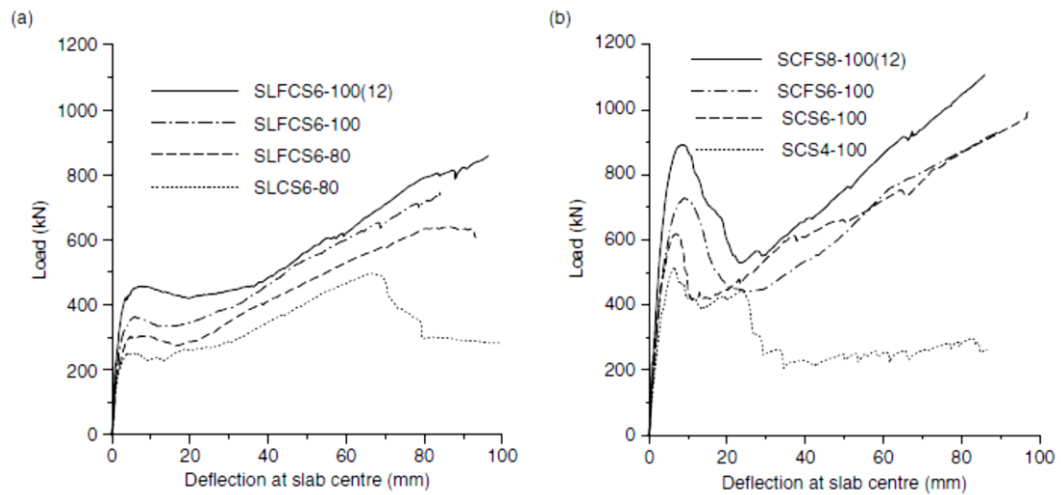 (a)
1200
1000
800
600
400
200
0
Load (kN)
SLFCS6-100(12)
SLFCS6-100
SLFCS6-80
SLCS6-80
0 20 40 60 80 100
Deflection at slab centre (mm)
(b)
1200
1000
800
600
400
200
0
Load (kN)
SCFS8-100(12)
SCFS6-100
SCS6-100
SCS4-100
0 20 40 60 80 100
Deflection at slab centre (mm)